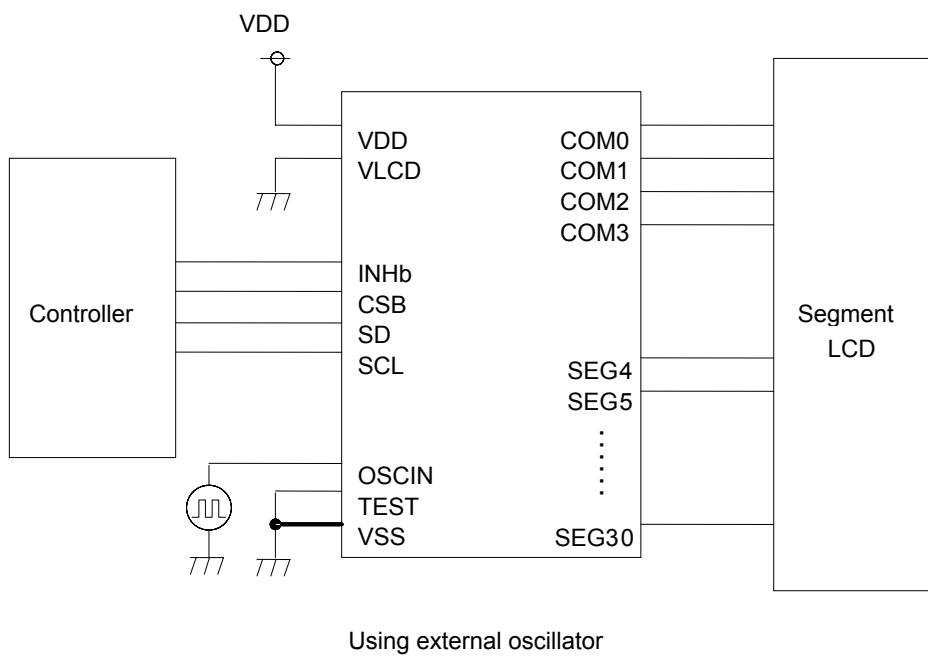 VDD
VDD
VLCD
INHb
CSB
SD
SCL
OSCIN
TEST
VSS
COM0
COM1
COM2
COM3
SEG4
SEG5
SEG30
Controller
Segment
LCD
Using external oscillator